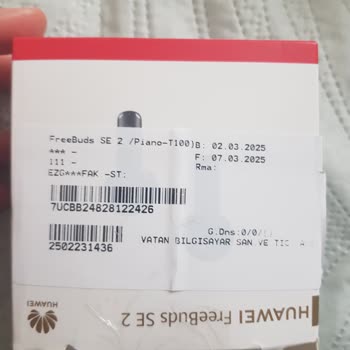 FreeBuds SE 2 /Piano-T100)B: 02.03.2025
*** - F: 07.03.2025
111 - Rma:
EZG***FAK -ST:
7UCBB24828122426
G.Dns:0/0/
2502231436 VATAN BILGISAYAR SAN.VE TIC
HUAWEI
HUAWEI FreeBuds SE 2